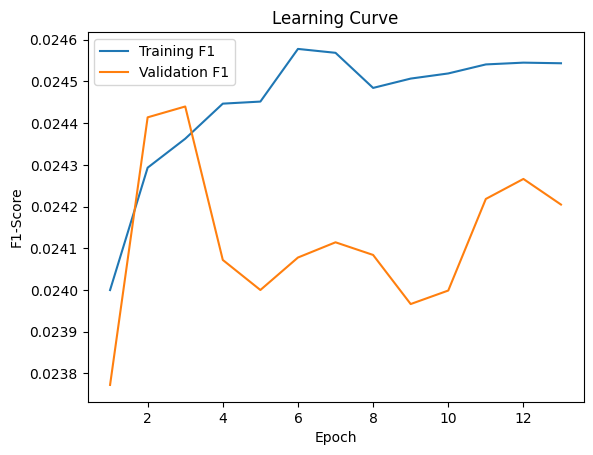 Learning Curve
Training F1
Validation F1
0.0246
0.0245
0.0244
0.0243
0.0242
0.0241
0.0240
0.0239
0.0238
F1-Score
2 4 6 8 10 12
Epoch